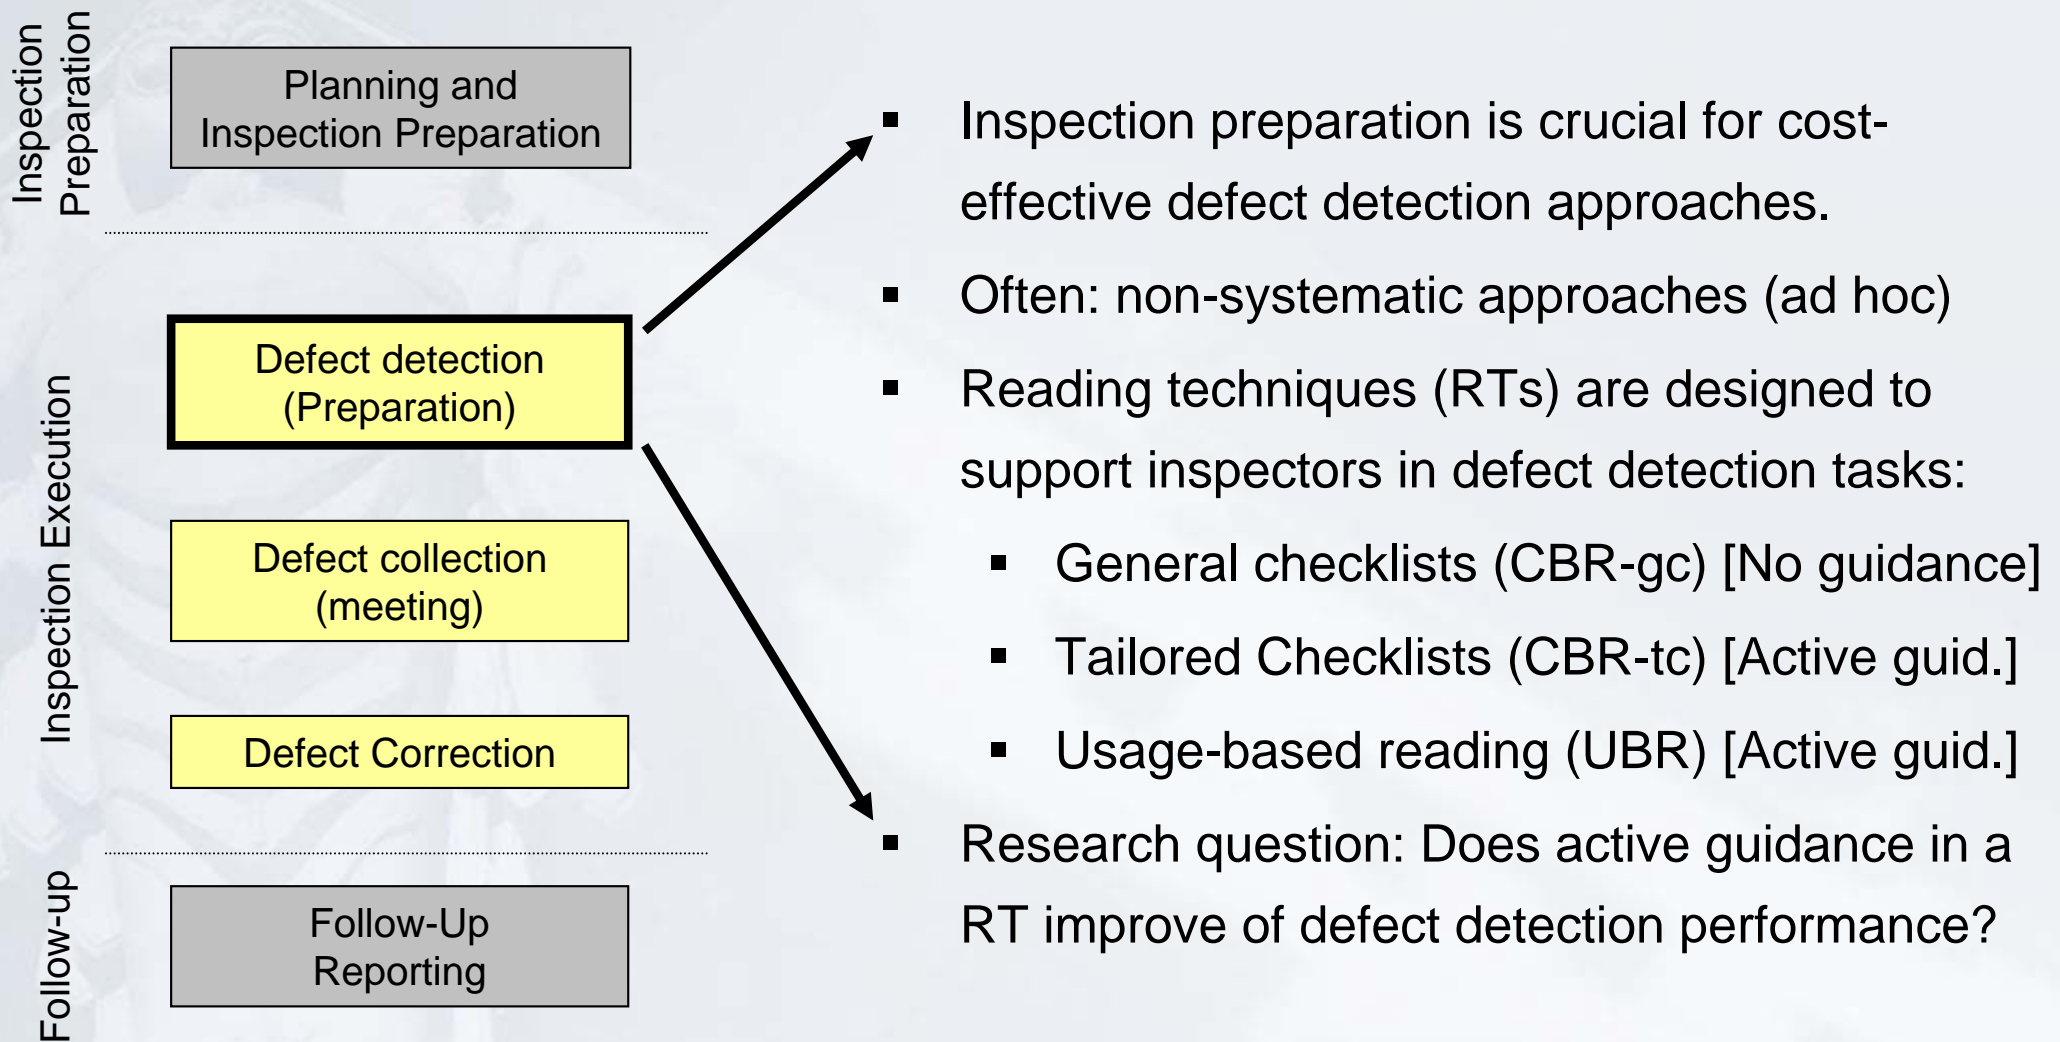 Inspection
Preparation
Planning and
Inspection Preparation
Inspection Execution
Defect detection
(Preparation)
Defect collection
(meeting)
Defect Correction
Follow-up
Follow-Up
Reporting
▪ Inspection preparation is crucial for cost-
effective defect detection approaches.
▪ Often: non-systematic approaches (ad hoc)
▪ Reading techniques (RTs) are designed to
support inspectors in defect detection tasks:
▪ General checklists (CBR-gc) [No guidance]
▪ Tailored Checklists (CBR-tc) [Active guid.]
▪ Usage-based reading (UBR) [Active guid.]
▪ Research question: Does active guidance in a
RT improve of defect detection performance?